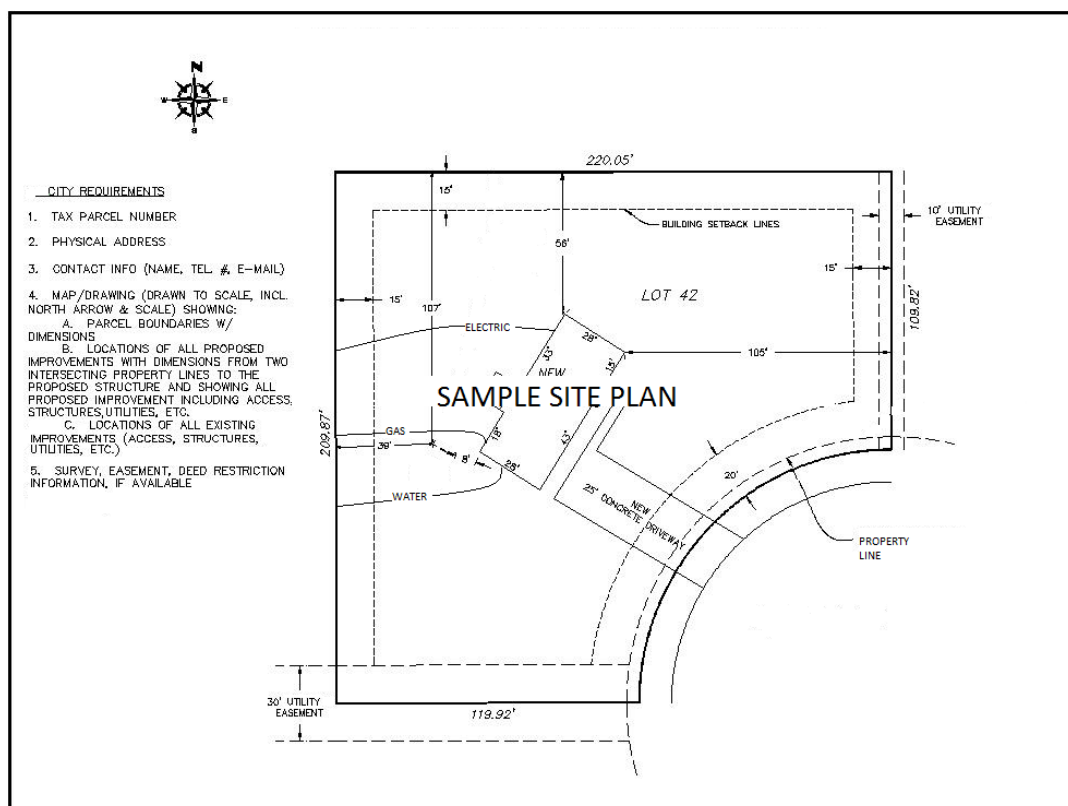 N
W E
S
220.05'
CITY REQUIREMENTS
1. TAX PARCEL NUMBER
2. PHYSICAL ADDRESS
3. CONTACT INFO (NAME, TEL. #, E-MAIL)
4. MAP/DRAWING (DRAWN TO SCALE, INCL.
NORTH ARROW & SCALE) SHOWING:
A. PARCEL BOUNDARIES W/
DIMENSIONS
B. LOCATIONS OF ALL PROPOSED
IMPROVEMENTS WITH DIMENSIONS FROM TWO
INTERSECTING PROPERTY LINES TO THE
PROPOSED STRUCTURE AND SHOWING ALL
PROPOSED IMPROVEMENT INCLUDING ACCESS,
STRUCTURES,UTILITIES, ETC.
C. LOCATIONS OF ALL EXISTING
IMPROVEMENTS (ACCESS, STRUCTURES,
UTILITIES, ETC.)
5. SURVEY, EASEMENT, DEED RESTRICTION
INFORMATION, IF AVAILABLE
15'
BUILDING SETBACK LINES
10' UTILITY
EASEMENT
56'
15'
15'
LOT 42
107'
109.82'
ELECTRIC
28'
33'
15'
105'
NEW
SAMPLE SITE PLAN
209.87'
GAS
39'
18'
43'
8'
28'
WATER
20'
NEW
25' CONCRETE DRIVEWAY
PROPERTY
LINE
30' UTILITY
EASEMENT
119.92'